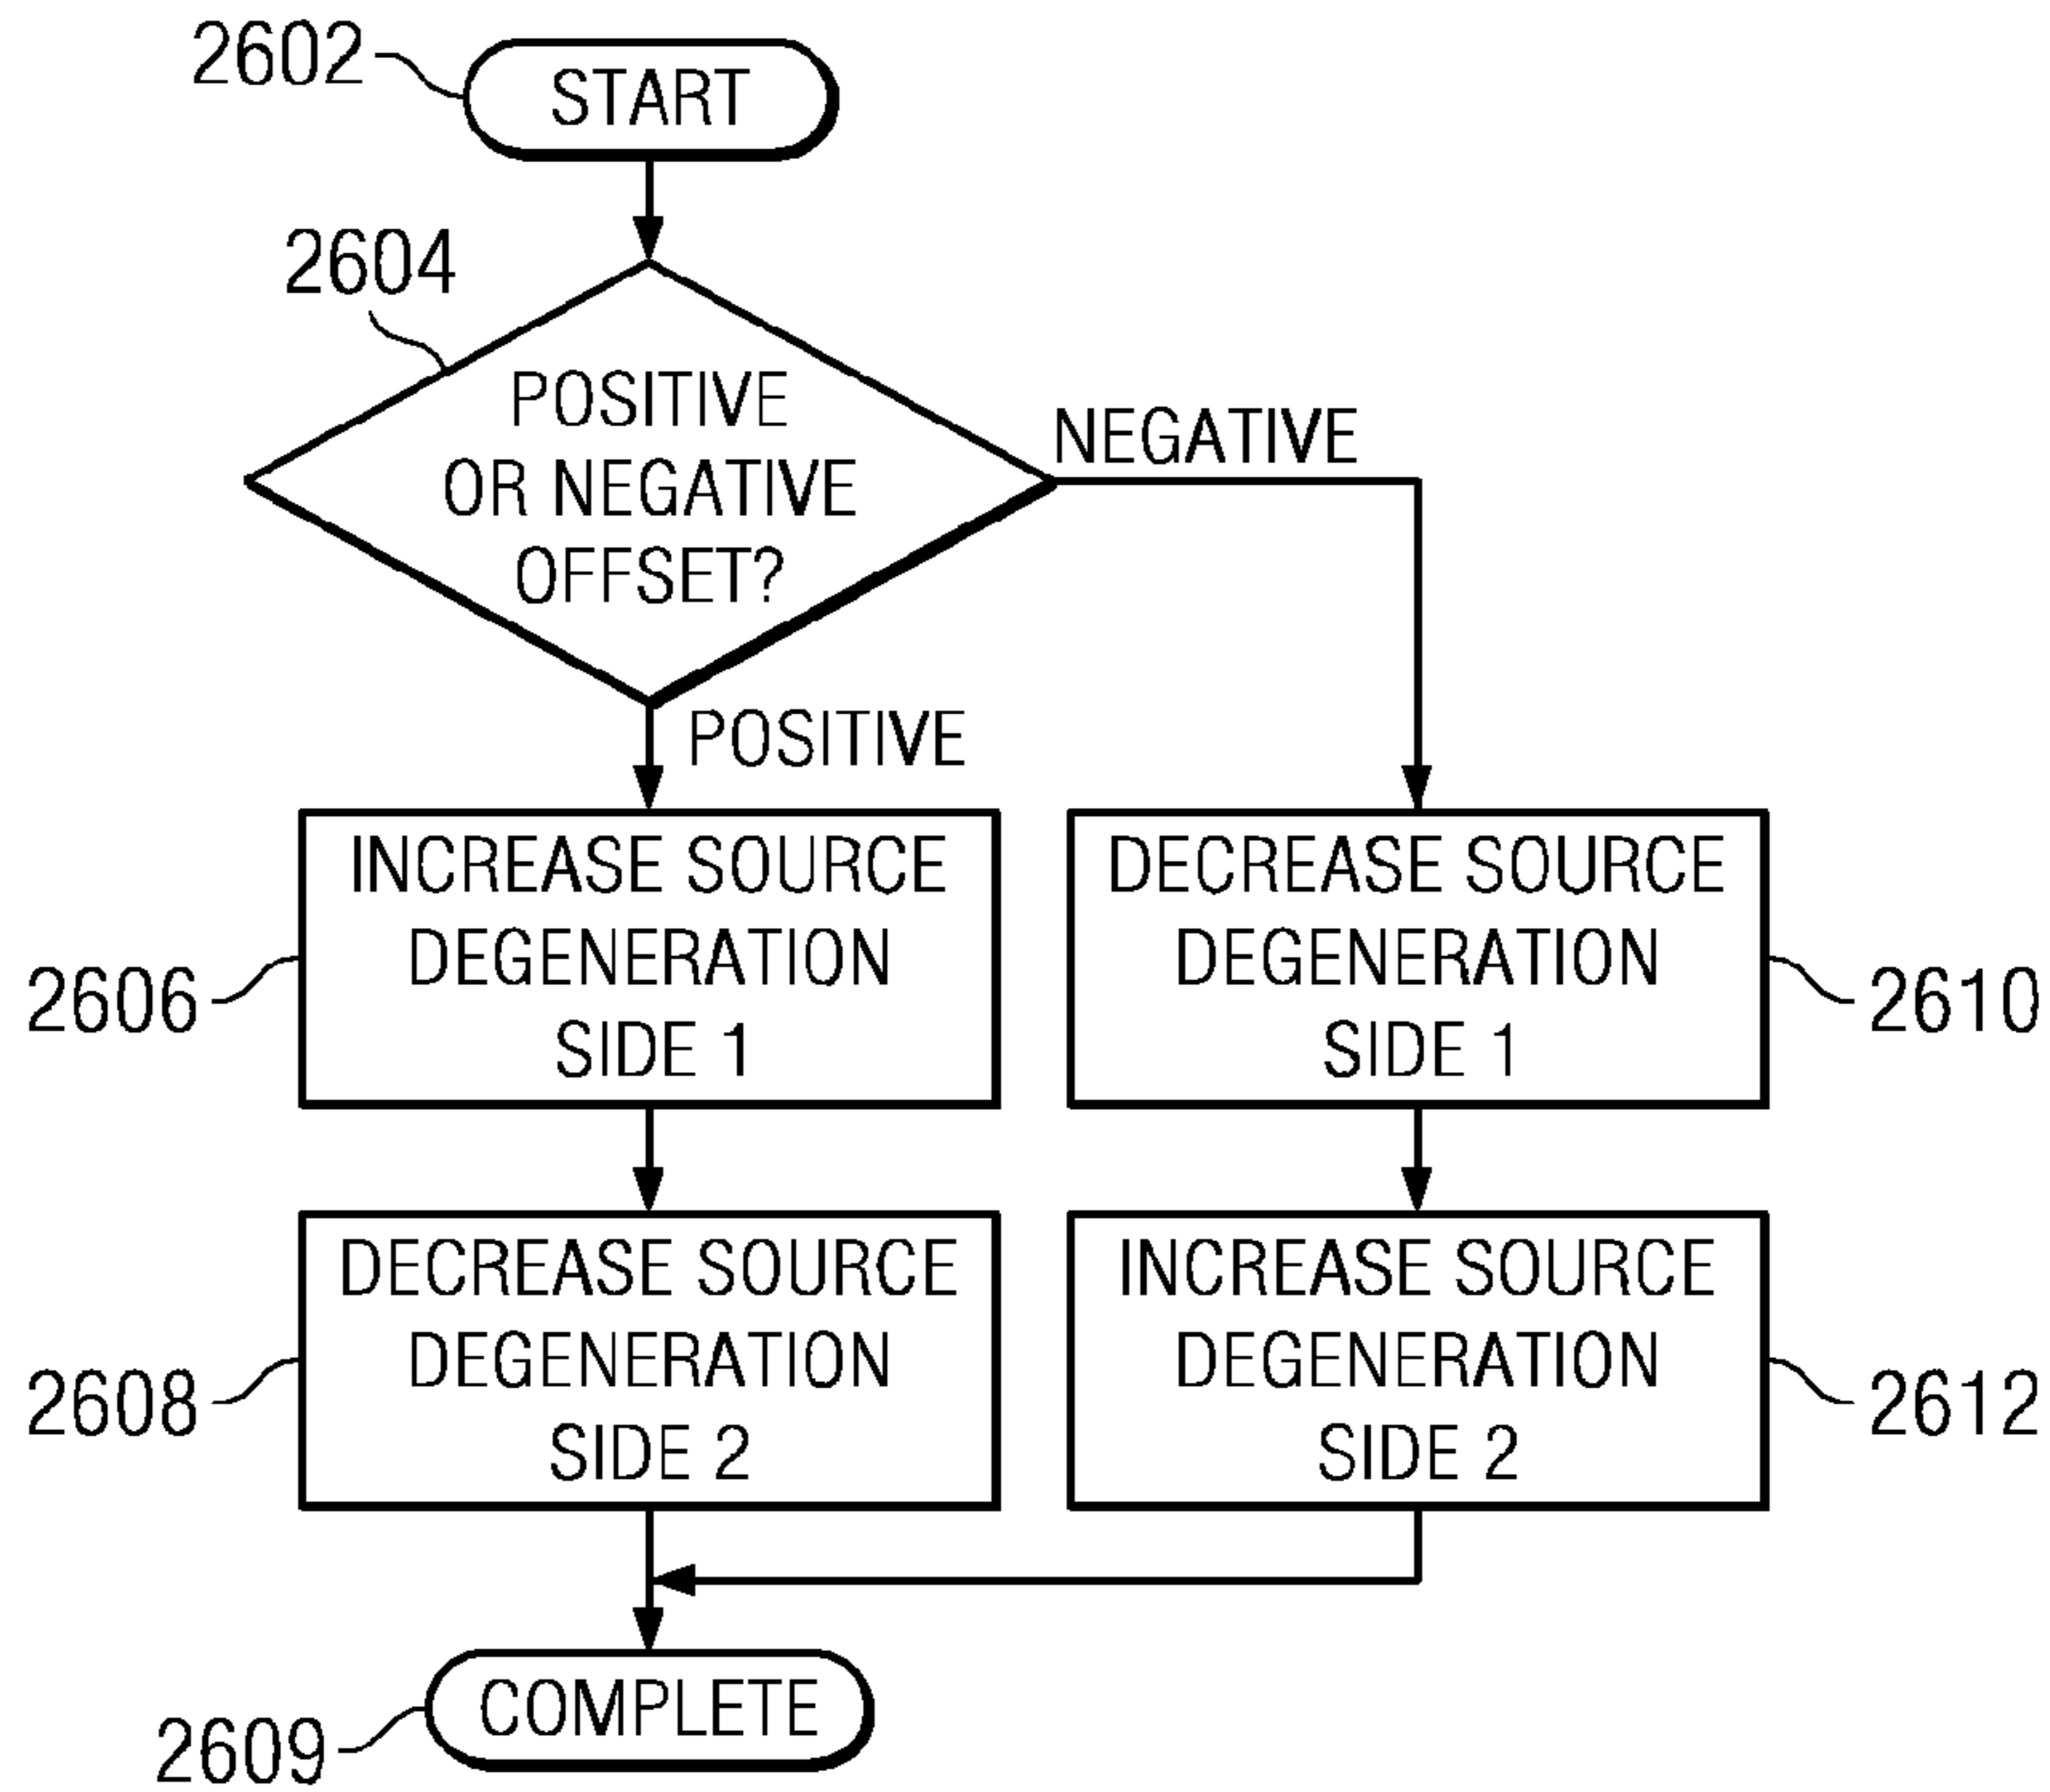 2602
START
2604
POSITIVE
OR NEGATIVE
OFFSET?
NEGATIVE
POSITIVE
INCREASE SOURCE
DEGENERATION
SIDE 1
2606
DECREASE SOURCE
DEGENERATION
SIDE 1
2610
DECREASE SOURCE
DEGENERATION
SIDE 2
2608
INCREASE SOURCE
DEGENERATION
SIDE 2
2612
COMPLETE
2609